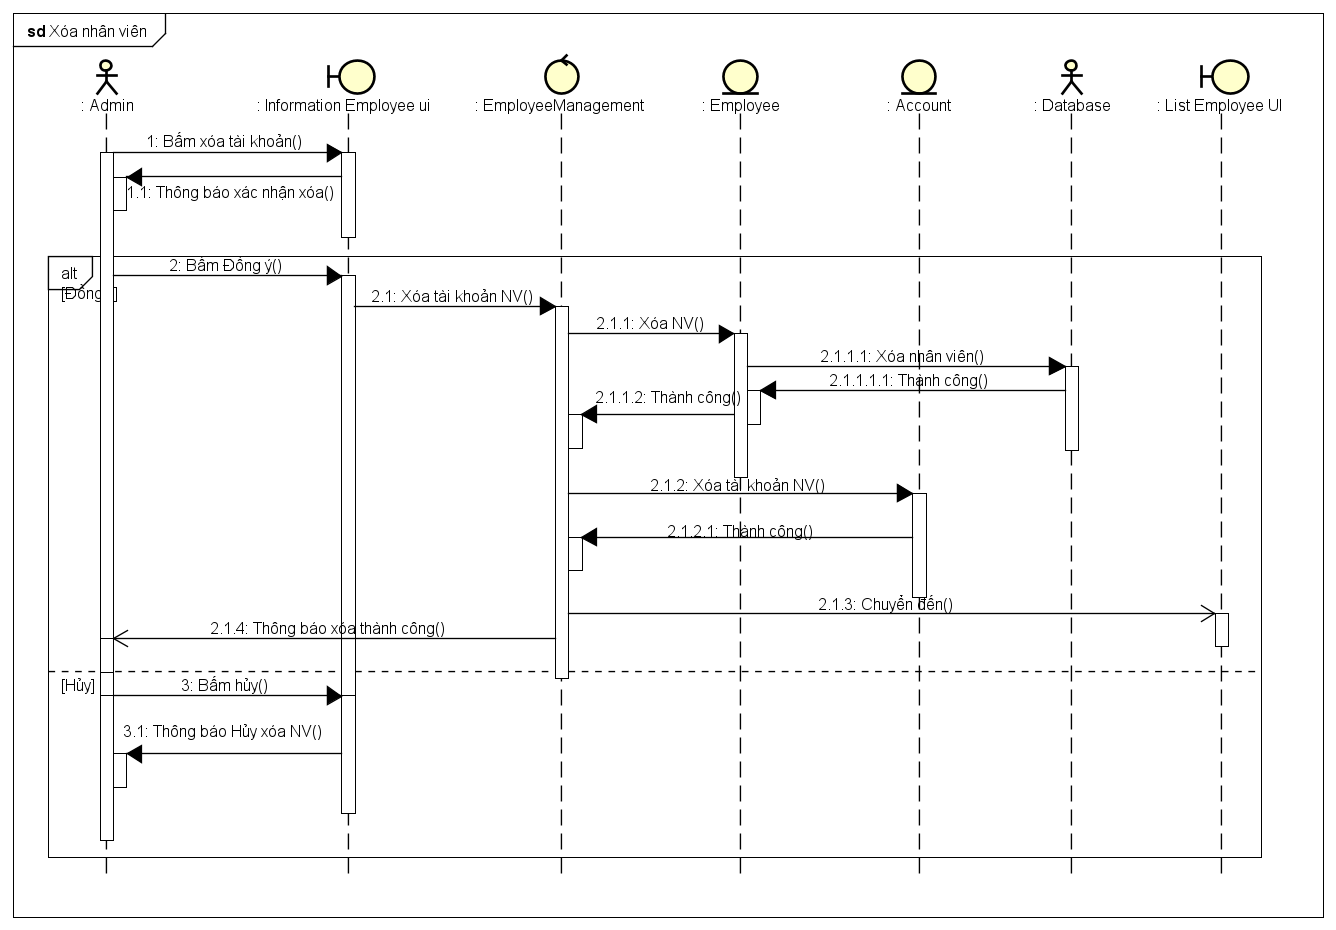 sd Xóa nhân viên
: Admin
: Information Employee ui
: EmployeeManagement
: Employee
: Account
: Database
: List Employee UI
1: Bấm xóa tài khoản()
1.1: Thông báo xác nhận xóa()
alt
2: Bấm Đồng ý()
[Đồng ]
2.1: Xóa tài khoản NV()
2.1.1: Xóa NV()
2.1.1.1: Xóa nhân viên()
2.1.1.1.1: Thành công()
2.1.1.2: Thành công()
2.1.2: Xóa tài khoản NV()
2.1.2.1: Thành công()
2.1.3: Chuyển đến()
2.1.4: Thông báo xóa thành công()
[Hủy]
3: Bấm hủy()
3.1: Thông báo Hủy xóa NV()